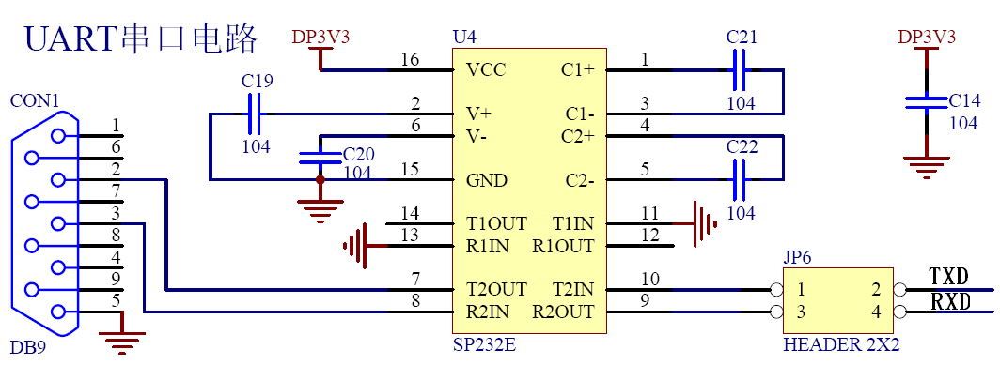 UART串口电路
DP3V3
U4
C21
DP3V3
16
VCC
C1+
1
C19
104
CON1
2
V+
C1-
3
C14
104
104
6
V-
C2+
4
C20
104
C22
15
GND
C2-
5
104
1
6
2
7
3
8
4
9
5
14
T1OUT
T1IN
11
13
R1IN
R1OUT
12
JP6
7
T2OUT
T2IN
10
1
2
TXD
8
R2IN
R2OUT
9
3
4
RXD
DB9
SP232E
HEADER 2X2